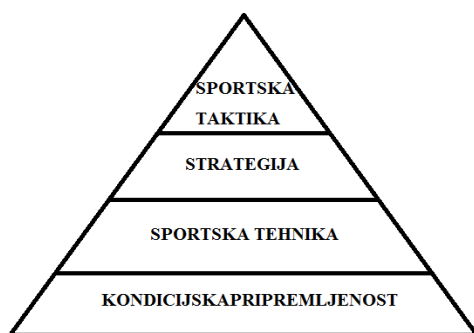 SPORTSKA
TAKTIKA
STRATEGIJA
SPORTSKA TEHNIKA
KONDICIJSKAPRIPREMLJENOST